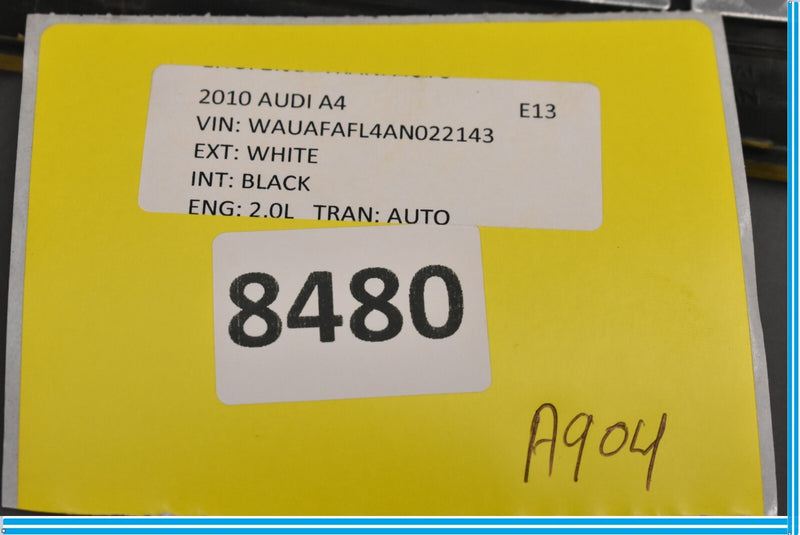 2010 AUDI A4 E13
VIN: WAUAFAFL4AN022143
EXT: WHITE
INT: BLACK
ENG: 2.0L TRAN: AUTO
8480
A904